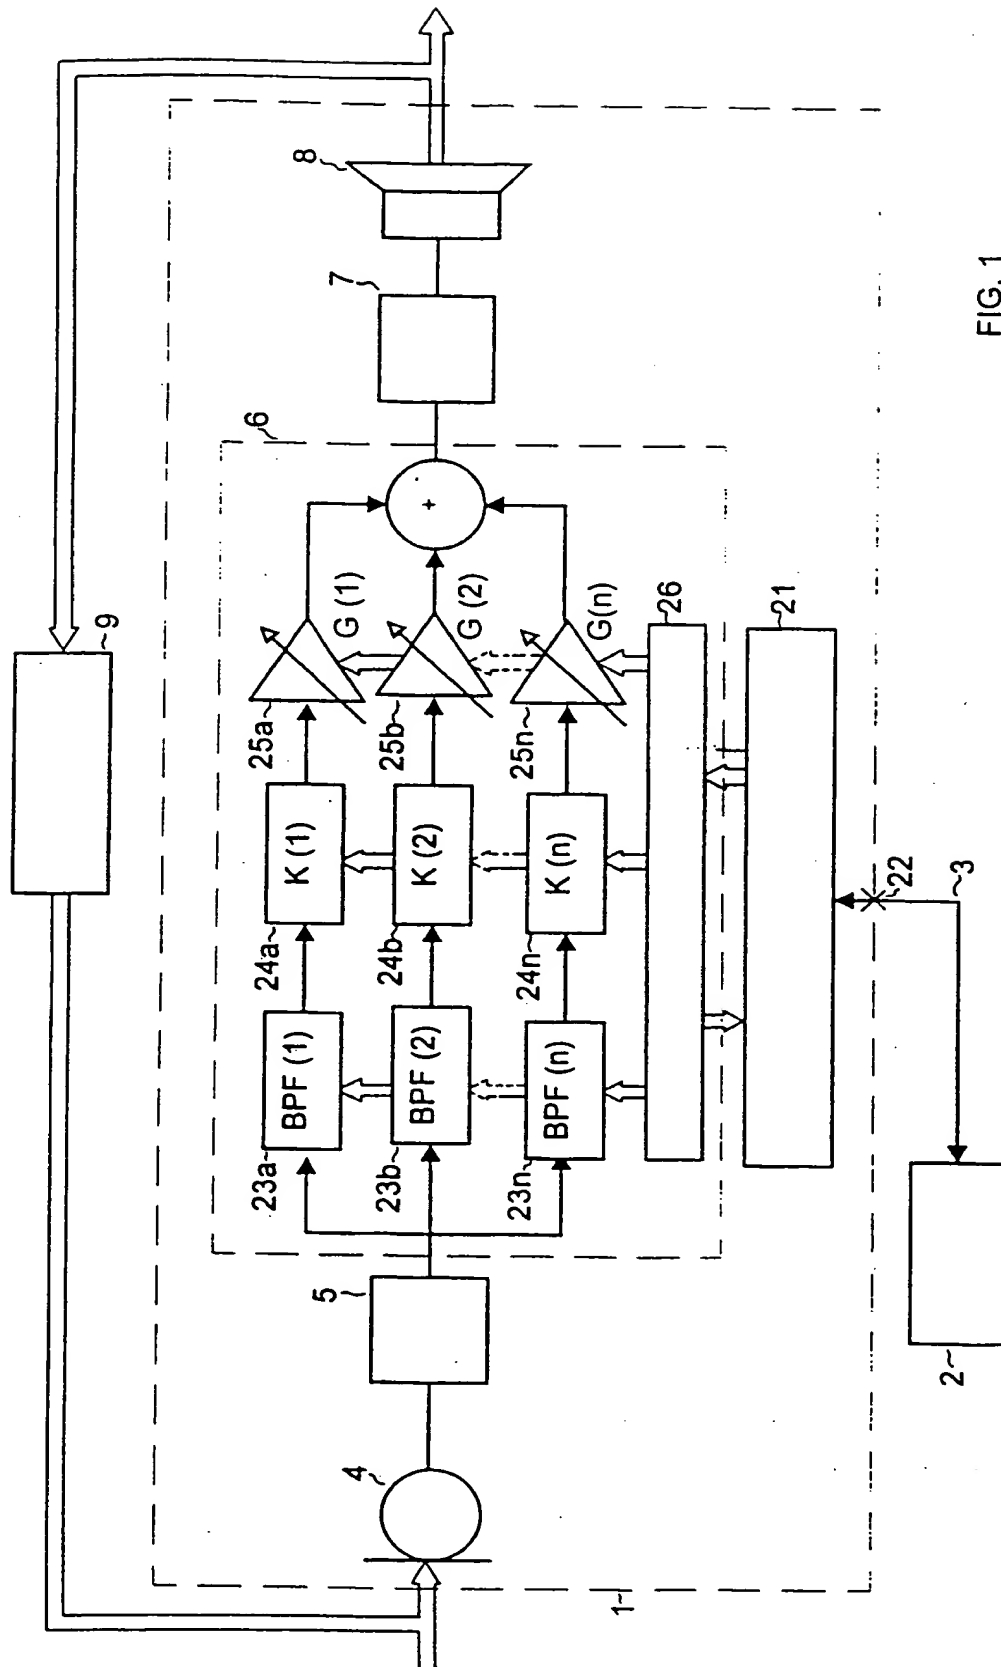 9
8
7
6
25a
G (1)
25b
G (2)
25n
G(n)
+
26
21
24a
K (1)
24b
K (2)
24n
K (n)
23a
BPF (1)
23b
BPF (2)
23n
BPF (n)
5
4
22
3
2
1
FIG. 1